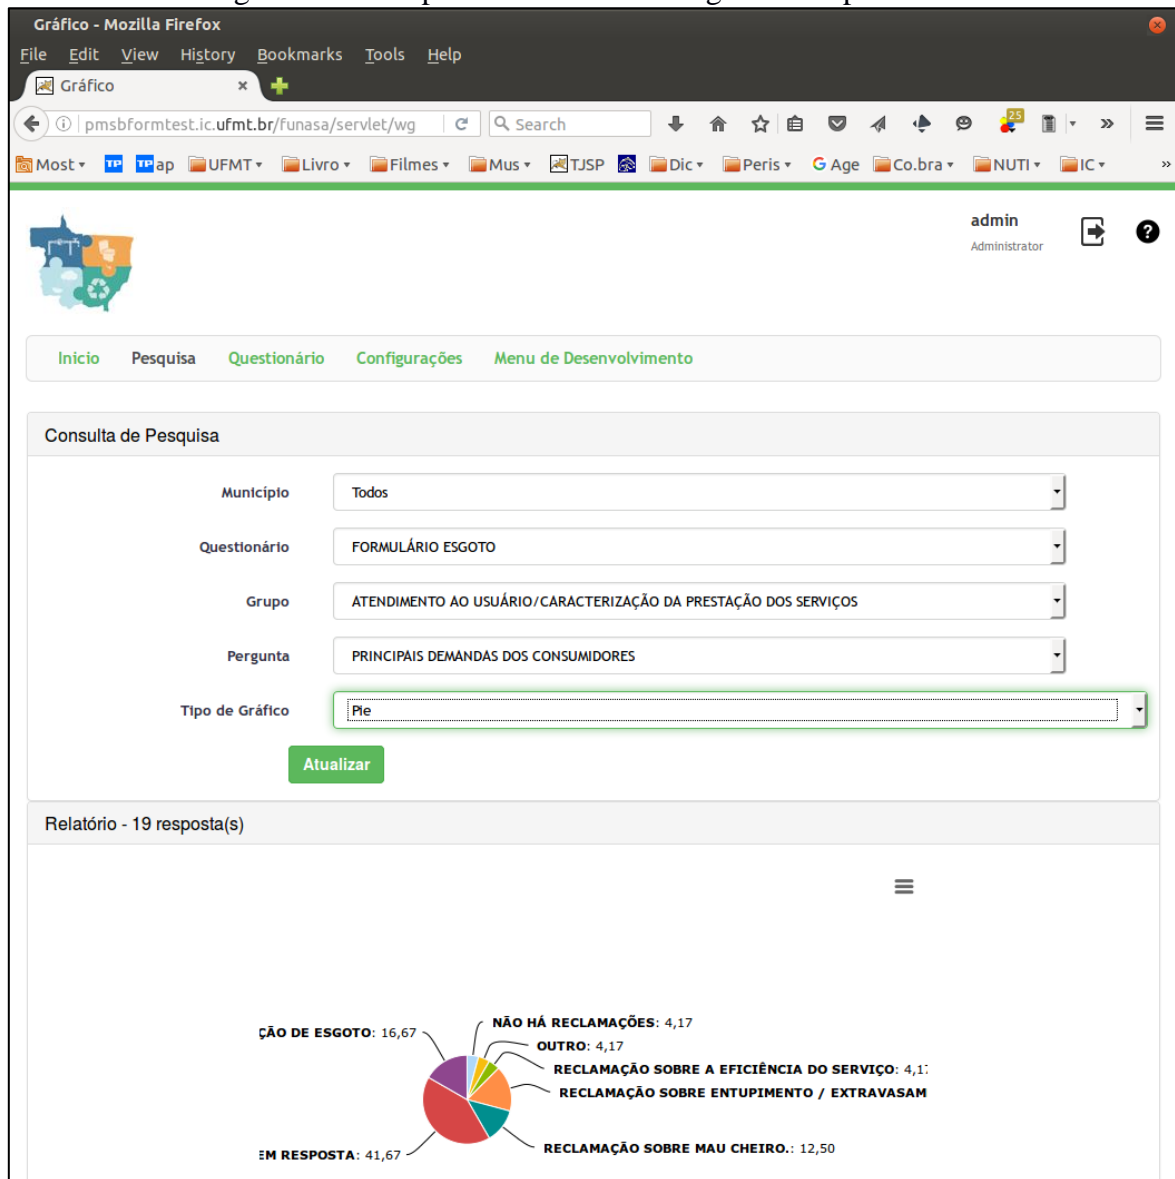 Gráfico - Mozilla Firefox
File Edit View History Bookmarks Tools Help
Gráfico
pmsbformtest.ic.ufmt.br/funasa/servlet/wg Search 25
Most TP TP ap UFMT Livro Filmes Mus TJSP Dic Peris G Age Co.bra NUTI IC »
admin
Administrator
Inicio Pesquisa Questionário Configurações Menu de Desenvolvimento
Consulta de Pesquisa
Município Todos
Questionário FORMULÁRIO ESGOTO
Grupo ATENDIMENTO AO USUÁRIO/CARACTERIZAÇÃO DA PRESTAÇÃO DOS SERVIÇOS
Pergunta PRINCIPAIS DEMANDAS DOS CONSUMIDORES
Tipo de Gráfico Pie
Atualizar
Relatório - 19 resposta(s)
NÃO HÁ RECLAMAÇÕES: 4,17
ÇÃO DE ESGOTO: 16,67
OUTRO: 4,17
RECLAMAÇÃO SOBRE A EFICIÊNCIA DO SERVIÇO: 4,17
RECLAMAÇÃO SOBRE ENTUPIMENTO / EXTRAVASAM
RECLAMAÇÃO SOBRE MAU CHEIRO.: 12,50
EM RESPOSTA: 41,67